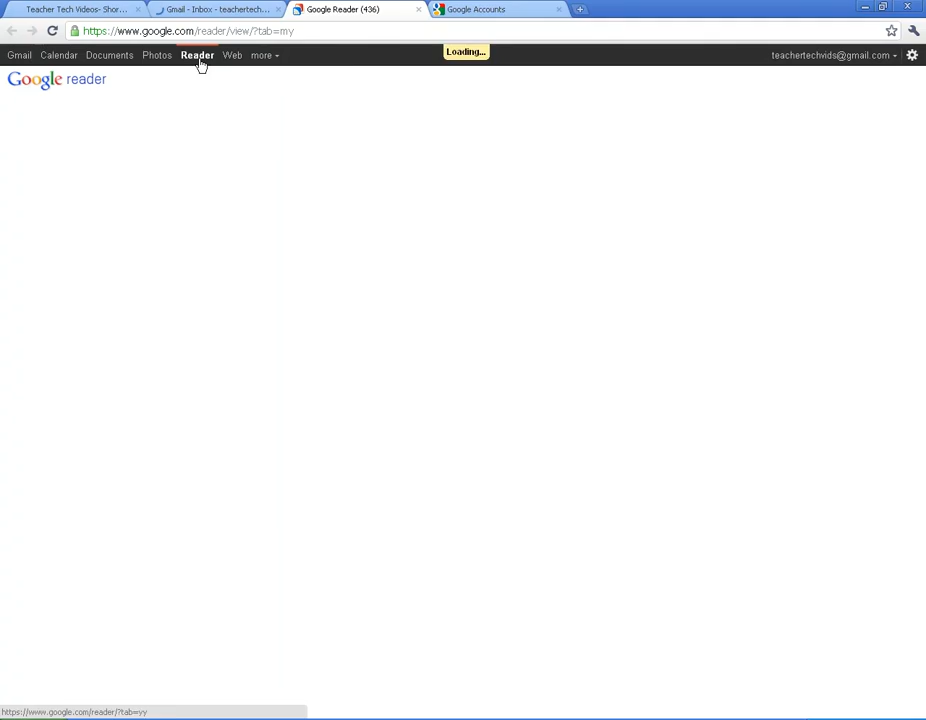 Teacher Tech Videos- Shor...
Gmail - Inbox - teachertech...
Google Reader (436)
Google Accounts
https://www.google.com/reader/view/?tab=my
Gmail Calendar Documents Photos Reader Web more
Loading...
teachertechvids@gmail.com
Google reader
https://www.google.com/reader/?tab=yy